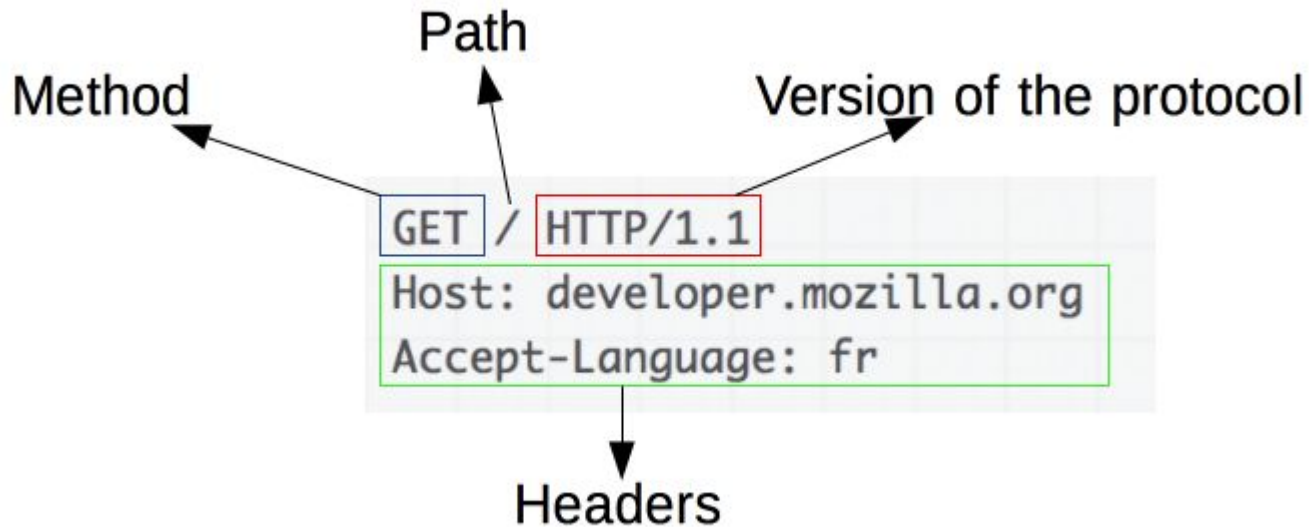 Path
Method
Version of the protocol
GET / HTTP/1.1
Host: developer.mozilla.org
Accept-Language: fr
Headers